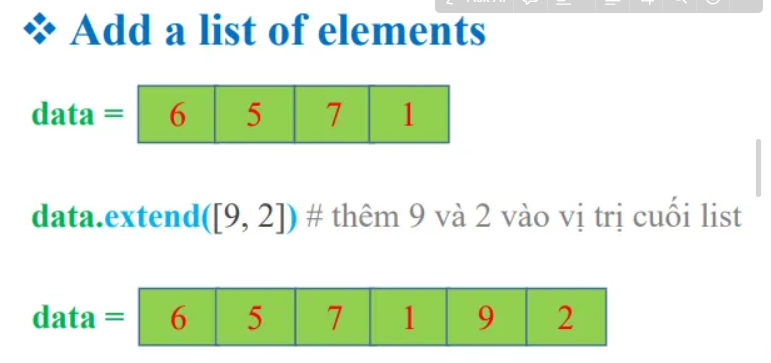 ❖ Add a list of elements
data = 6 5 7 1
data.extend([9, 2]) # thêm 9 và 2 vào vị trị cuối list
data = 6 5 7 1 9 2